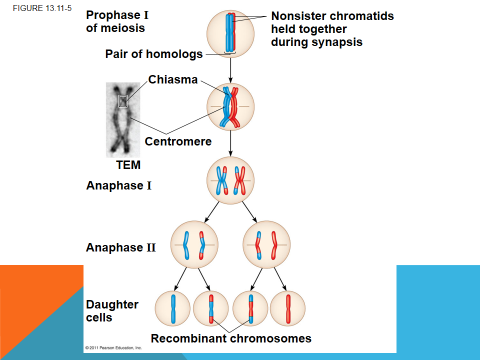 FIGURE 13.11-5
Prophase I
of meiosis
Nonsister chromatids
held together
during synapsis
Pair of homologs
Chiasma
Centromere
TEM
Anaphase I
Anaphase II
Daughter
cells
Recombinant chromosomes
© 2011 Pearson Education, Inc.